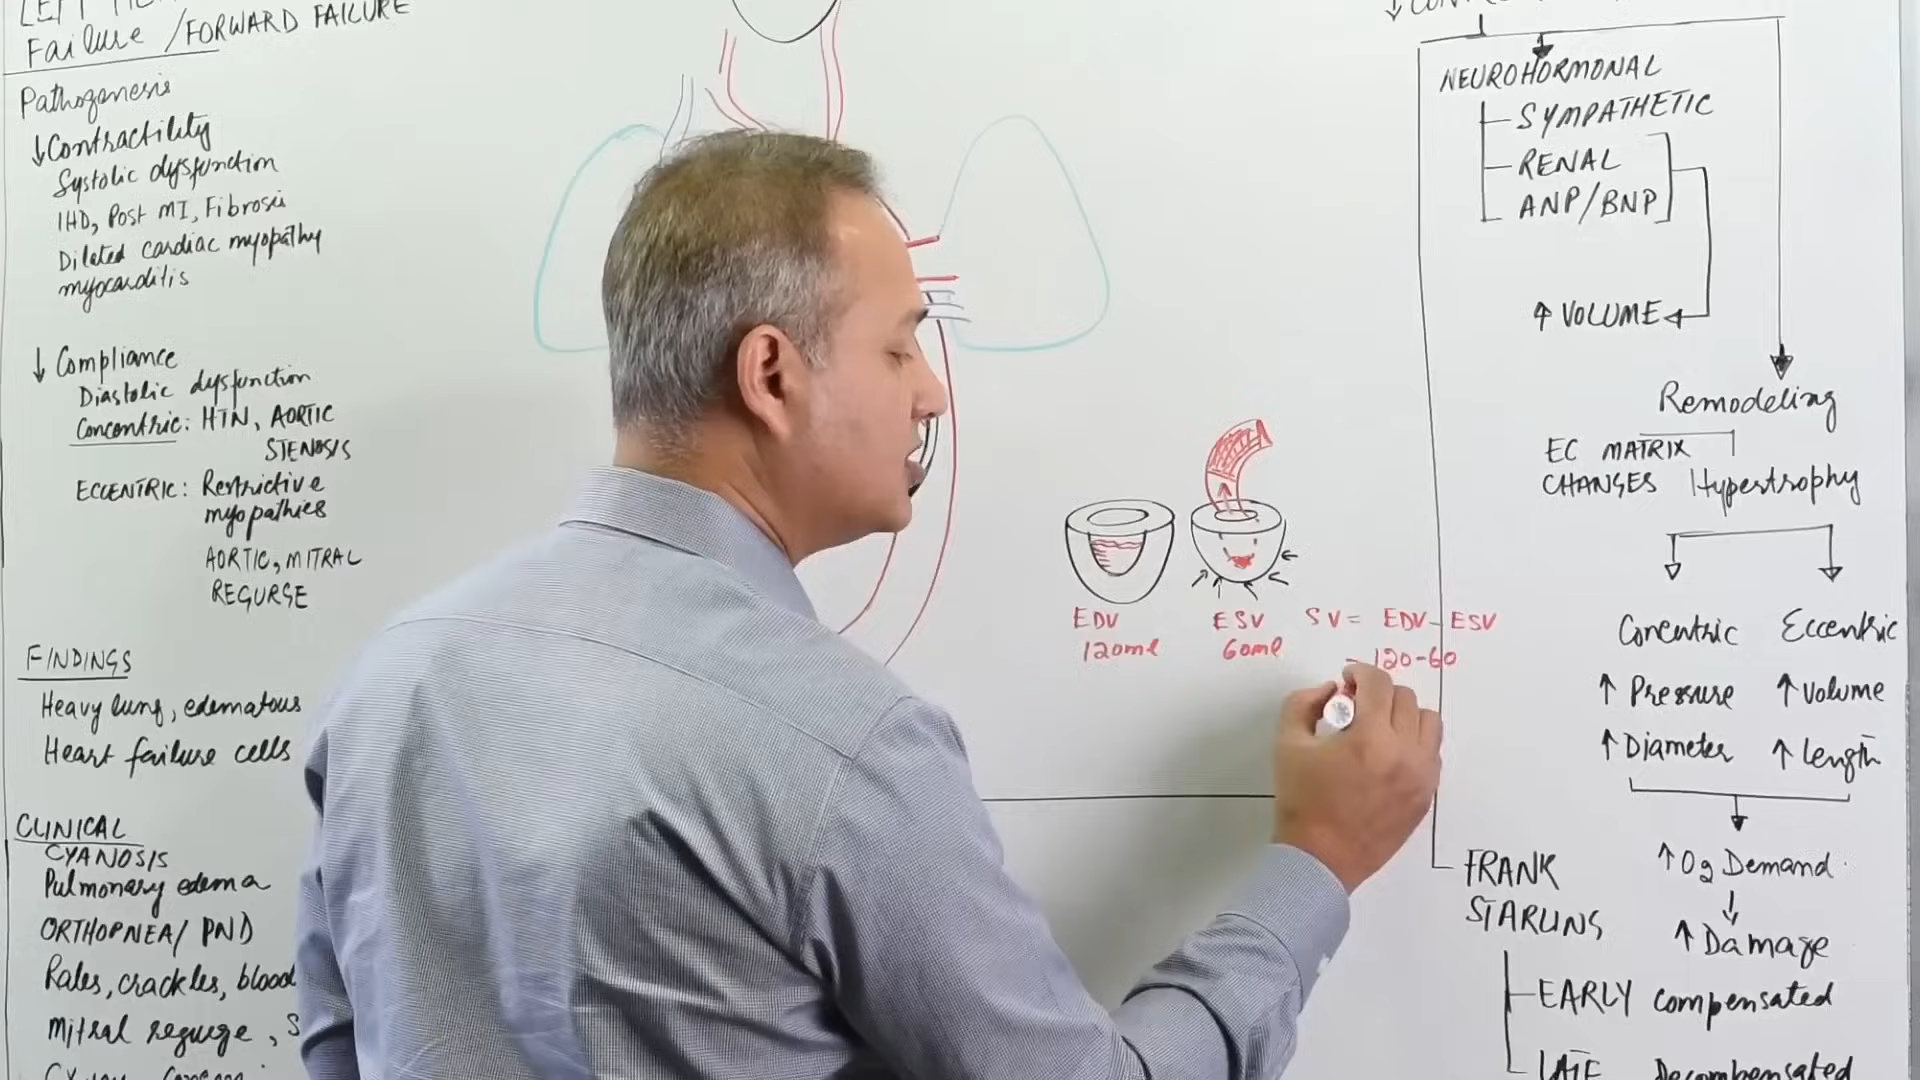 Failure / FORWARD FAILURE
Pathogenesis
↓ Contractility
Systolic dysfunction
IHD, Post MI, Fibrosis
Dilated cardiac myopathy
myocarditis
↓ Compliance
Diastolic dysfunction
Concentric: HTN, AORTIC
STENOSIS
ECCENTRIC: Restrictive
myopathies
AORTIC, MITRAL
REGURGE
FINDINGS
Heavy lung, edematous
Heart failure cells
CLINICAL
CYANOSIS
Pulmonary edema
ORTHOPNEA / PND
Rales, crackles, blood
Mitral regurge, S
EDV
120ml
ESV
60ml
SV = EDV - ESV
= 120-60
NEUROHORMONAL
SYMPATHETIC
RENAL
ANP/BNP
↑ VOLUME
Remodeling
EC MATRIX
CHANGES
Hypertrophy
Concentric
↑ Pressure
↑ Diameter
Eccentric
↑ Volume
↑ Length
↑ O2 Demand
↓
↑ Damage
FRANK
STARLINS
EARLY compensated
LATE Decompensated